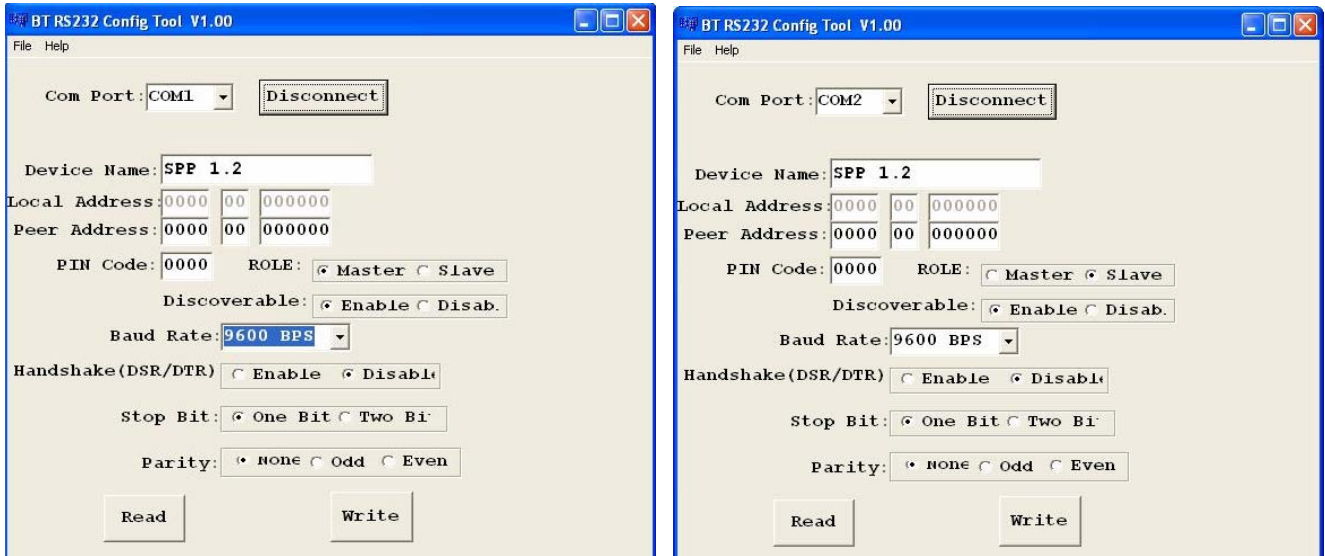 BT RS232 Config Tool V1.00
File Help
Com Port: COM1 Disconnect
Device Name: SPP 1.2
Local Address: 0000 00 000000
Peer Address: 0000 00 000000
PIN Code: 0000 ROLE: Master Slave
Discoverable: Enable Disab.
Baud Rate: 9600 BPS
Handshake(DSR/DTR) Enable Disable
Stop Bit: One Bit Two Bi
Parity: None Odd Even
Read Write
BT RS232 Config Tool V1.00
File Help
Com Port: COM2 Disconnect
Device Name: SPP 1.2
Local Address: 0000 00 000000
Peer Address: 0000 00 000000
PIN Code: 0000 ROLE: Master Slave
Discoverable: Enable Disab.
Baud Rate: 9600 BPS
Handshake(DSR/DTR) Enable Disable
Stop Bit: One Bit Two Bi
Parity: None Odd Even
Read Write